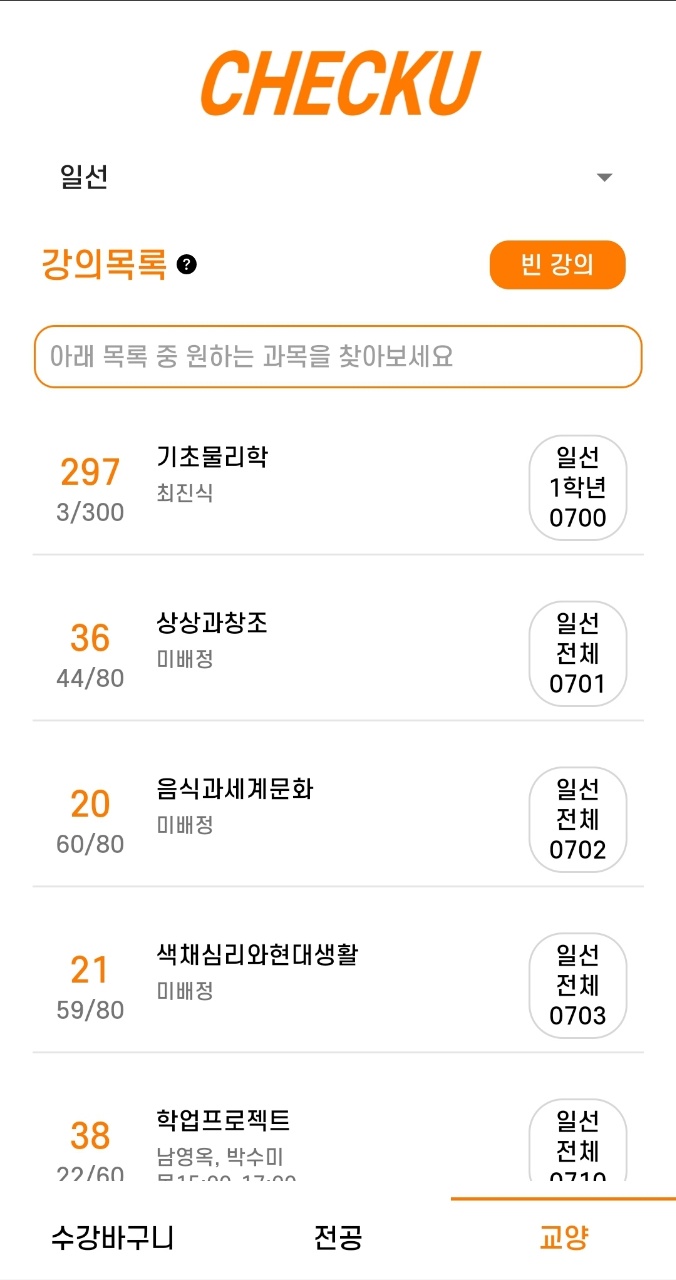 CHECKU
일선
강의목록 ?
빈 강의
아래 목록 중 원하는 과목을 찾아보세요
297
3/300
기초물리학
최진식
일선
1학년
0700
36
44/80
상상과창조
미배정
일선
전체
0701
20
60/80
음식과세계문화
미배정
일선
전체
0702
21
59/80
색채심리와현대생활
미배정
일선
전체
0703
38
22/60
학업프로젝트
남영옥, 박수미
일선
전체
0710
수강바구니
전공
교양